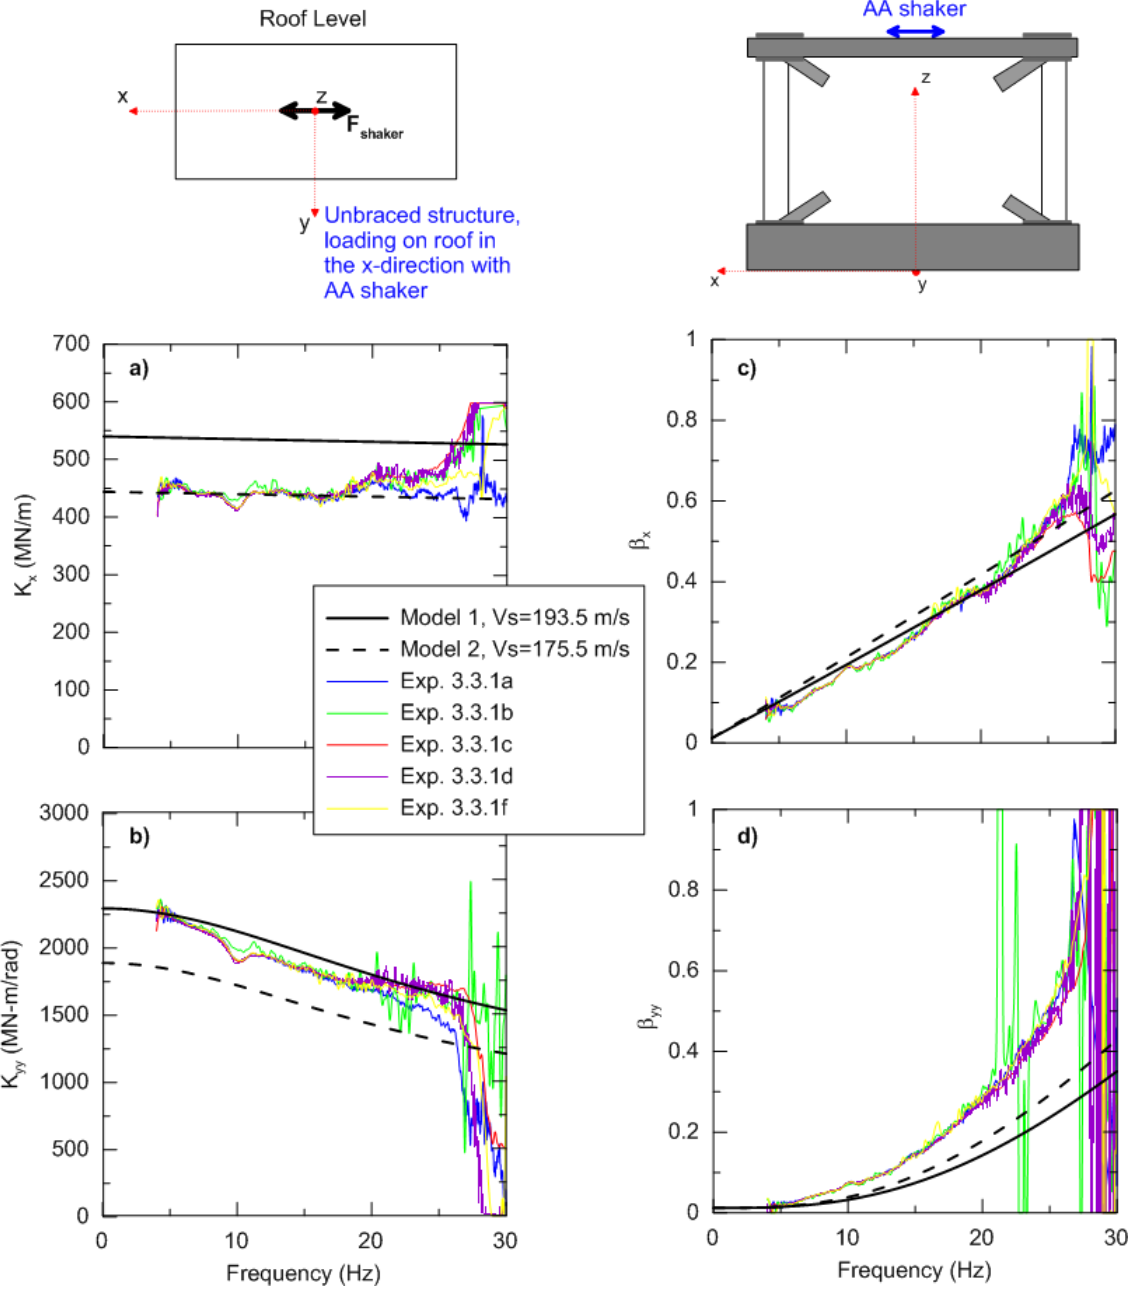 Roof Level
x
z
F shaker
y
Unbraced structure,
loading on roof in
the x-direction with
AA shaker
AA shaker
z
x
y
a)
700
600
500
400
300
200
100
0
Kx (MN/m)
c)
1
0.8
0.6
0.4
0.2
0
βx
Model 1, Vs=193.5 m/s
Model 2, Vs=175.5 m/s
Exp. 3.3.1a
Exp. 3.3.1b
Exp. 3.3.1c
Exp. 3.3.1d
Exp. 3.3.1f
b)
3000
2500
2000
1500
1000
500
0
Kyy (MN-m/rad)
0 10 20 30
Frequency (Hz)
d)
1
0.8
0.6
0.4
0.2
0
βyy
0 10 20 30
Frequency (Hz)